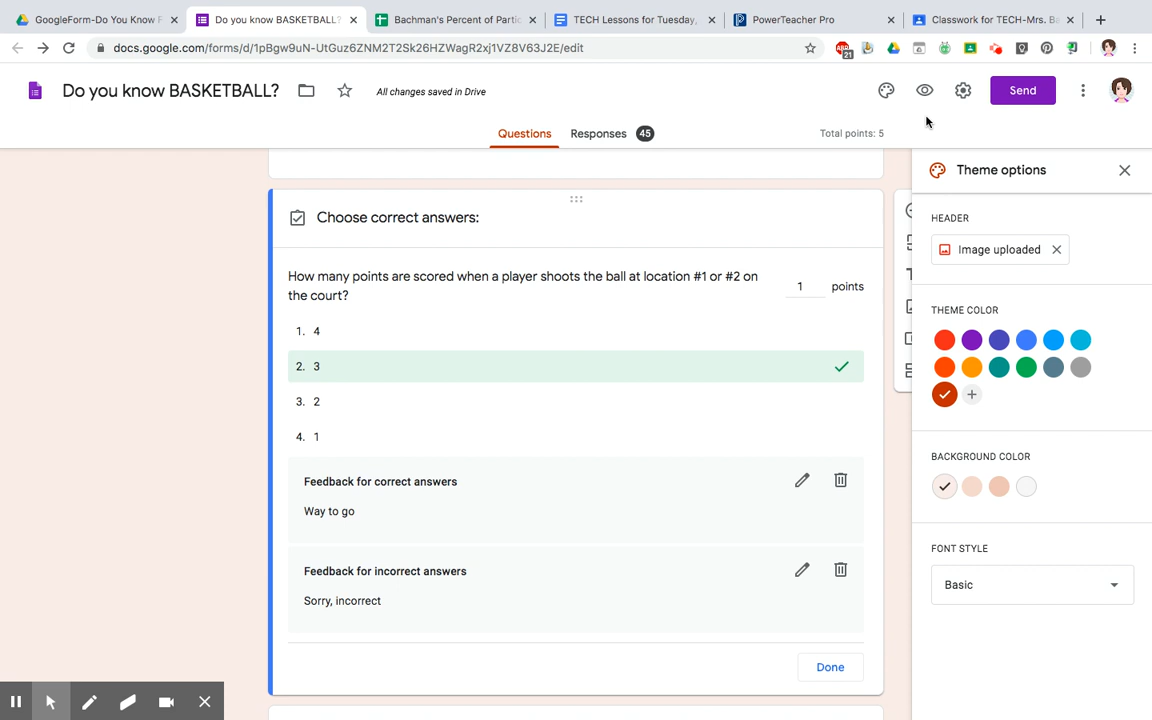 GoogleForm-Do You Know
Do you know BASKETBALL?
Bachman's Percent of Partic
TECH Lessons for Tuesday,
PowerTeacher Pro
Classwork for TECH-Mrs. Ba
docs.google.com/forms/d/1pBgw9uN-UtGuz6ZNM2T2Sk26HZWagR2xj1VZ8V63J2E/edit
21
Do you know BASKETBALL?
All changes saved in Drive
Send
Questions
Responses 45
Total points: 5
Theme options
Choose correct answers:
How many points are scored when a player shoots the ball at location #1 or #2 on
the court?
1 points
1. 4
2. 3
3. 2
4. 1
Feedback for correct answers
Way to go
Feedback for incorrect answers
Sorry, incorrect
Done
HEADER
Image uploaded
THEME COLOR
BACKGROUND COLOR
FONT STYLE
Basic